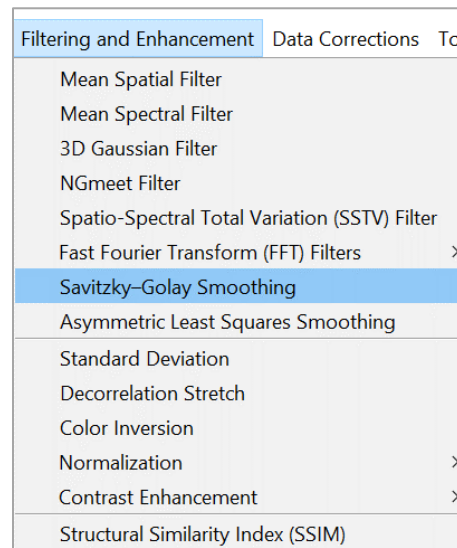 Filtering and Enhancement Data Corrections
Mean Spatial Filter
Mean Spectral Filter
3D Gaussian Filter
NGmeet Filter
Spatio-Spectral Total Variation (SSTV) Filter
Fast Fourier Transform (FFT) Filters
Savitzky–Golay Smoothing
Asymmetric Least Squares Smoothing
Standard Deviation
Decorrelation Stretch
Color Inversion
Normalization
Contrast Enhancement
Structural Similarity Index (SSIM)